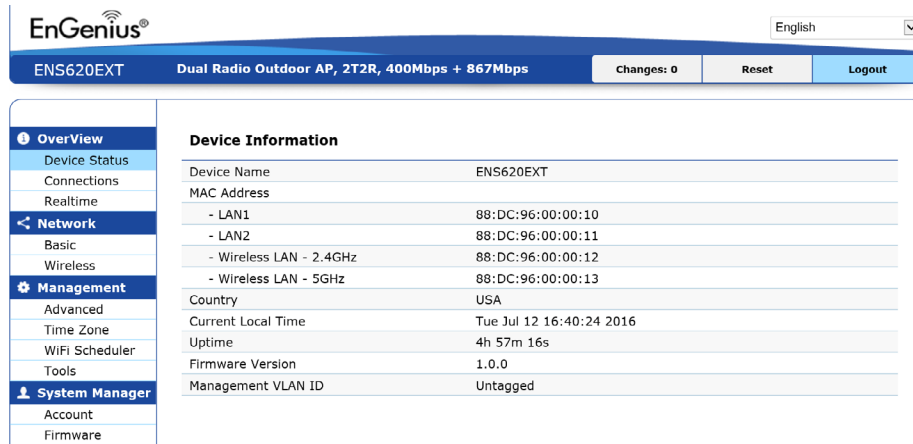 EnGenius®
English
ENS620EXT Dual Radio Outdoor AP, 2T2R, 400Mbps + 867Mbps Changes: 0 Reset Logout
OverView
Device Status
Connections
Realtime
Network
Basic
Wireless
Management
Advanced
Time Zone
WiFi Scheduler
Tools
System Manager
Account
Firmware
Device Information
Device Name ENS620EXT
MAC Address
- LAN1 88:DC:96:00:00:10
- LAN2 88:DC:96:00:00:11
- Wireless LAN - 2.4GHz 88:DC:96:00:00:12
- Wireless LAN - 5GHz 88:DC:96:00:00:13
Country USA
Current Local Time Tue Jul 12 16:40:24 2016
Uptime 4h 57m 16s
Firmware Version 1.0.0
Management VLAN ID Untagged